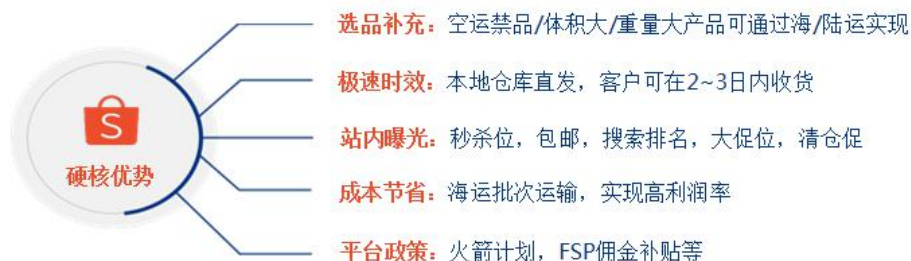 选品补充：空运禁品/体积大/重量大产品可通过海/陆运实现
极速时效：本地仓库直发，客户可在2~3日内收货
S
硬核优势
站内曝光：秒杀位，包邮，搜索排名，大促位，清仓促
成本节省：海运批次运输，实现高利润率
平台政策：火箭计划，FSP佣金补贴等